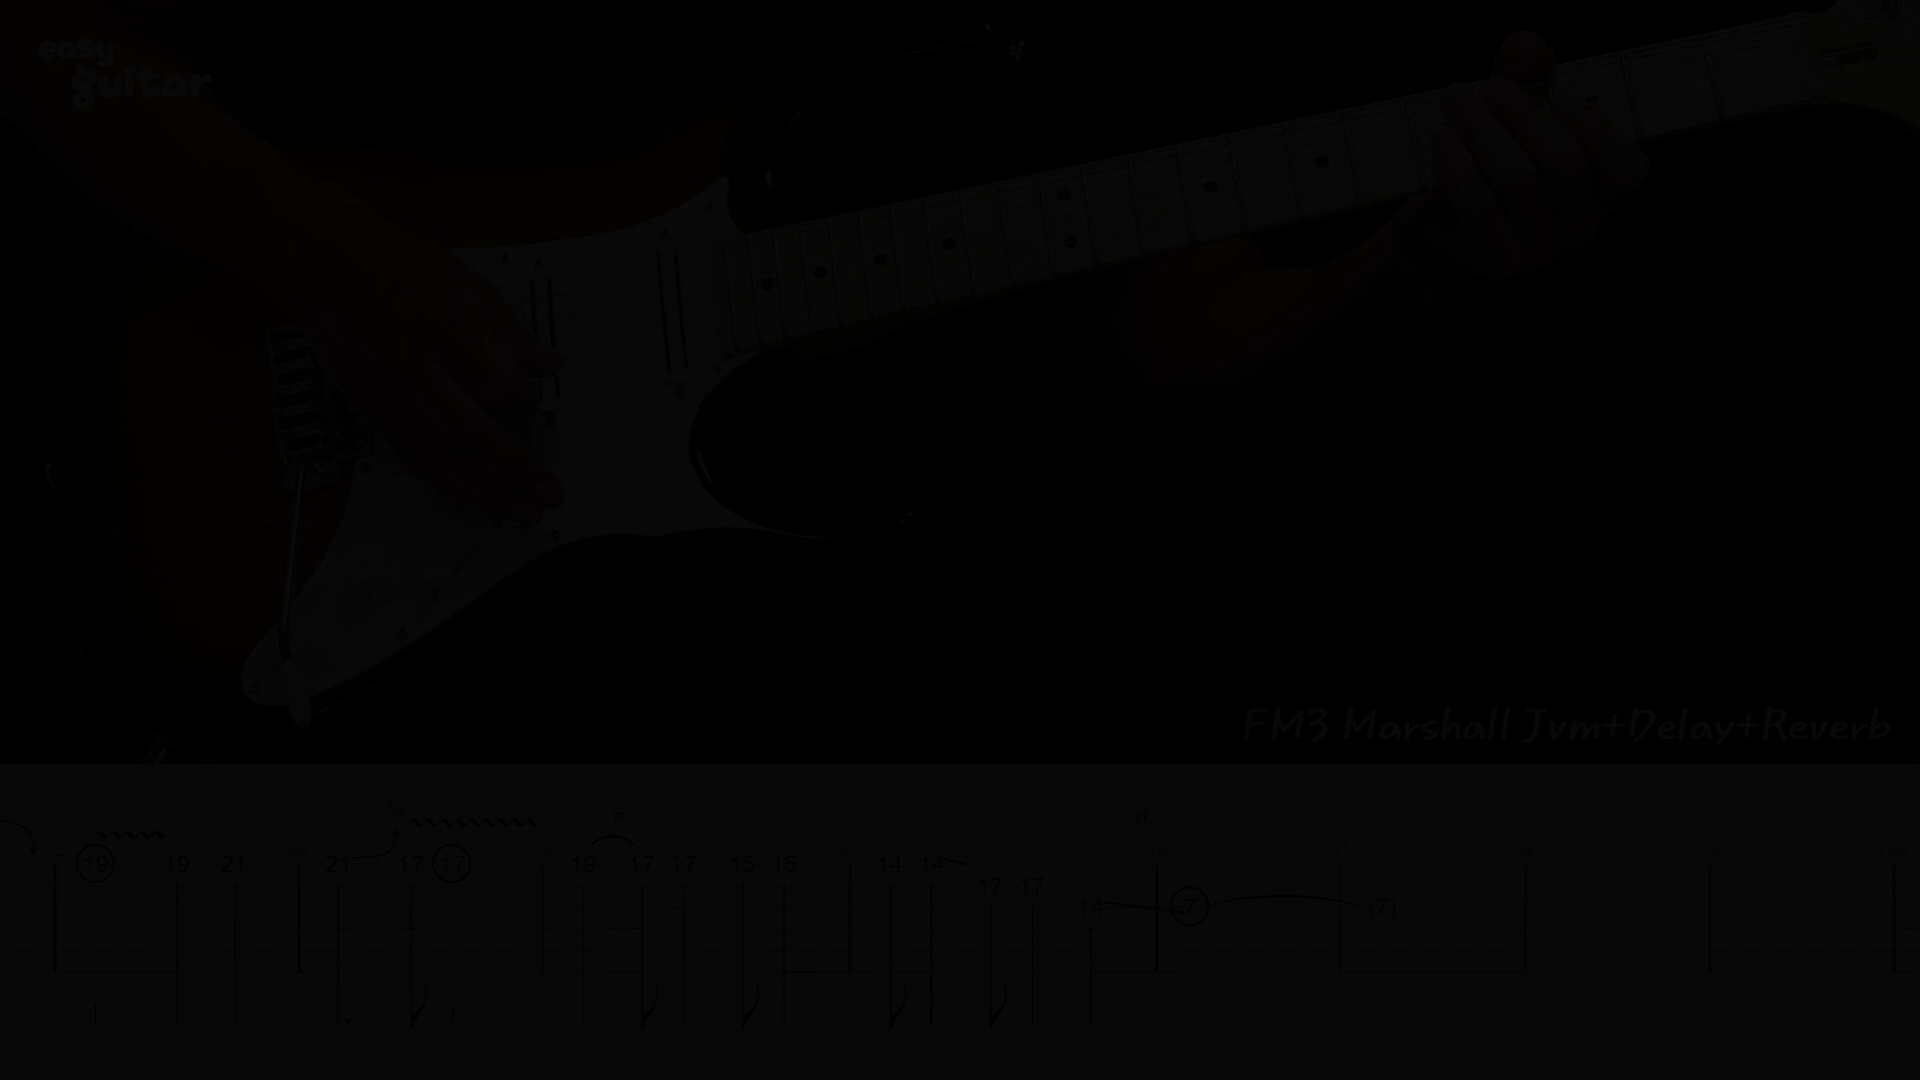 easy
guitar
FM3 Marshall Jvm+Delay+Reverb
19 19 21 21 17 17 19 17 17 15 15 14 14
17 17
14 7 (7)